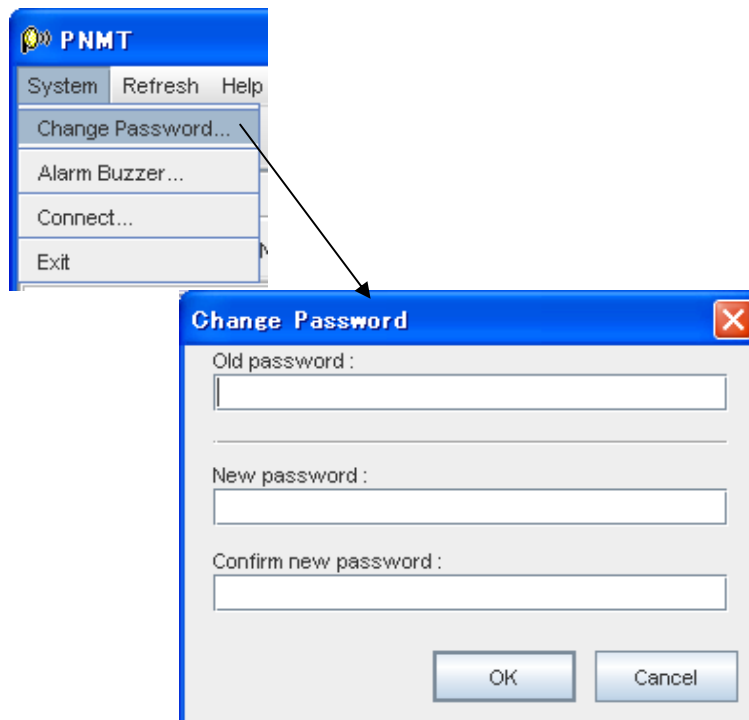 PNMT
System Refresh Help
Change Password...
Alarm Buzzer...
Connect...
Exit
Change Password
Old password :
New password :
Confirm new password :
OK Cancel